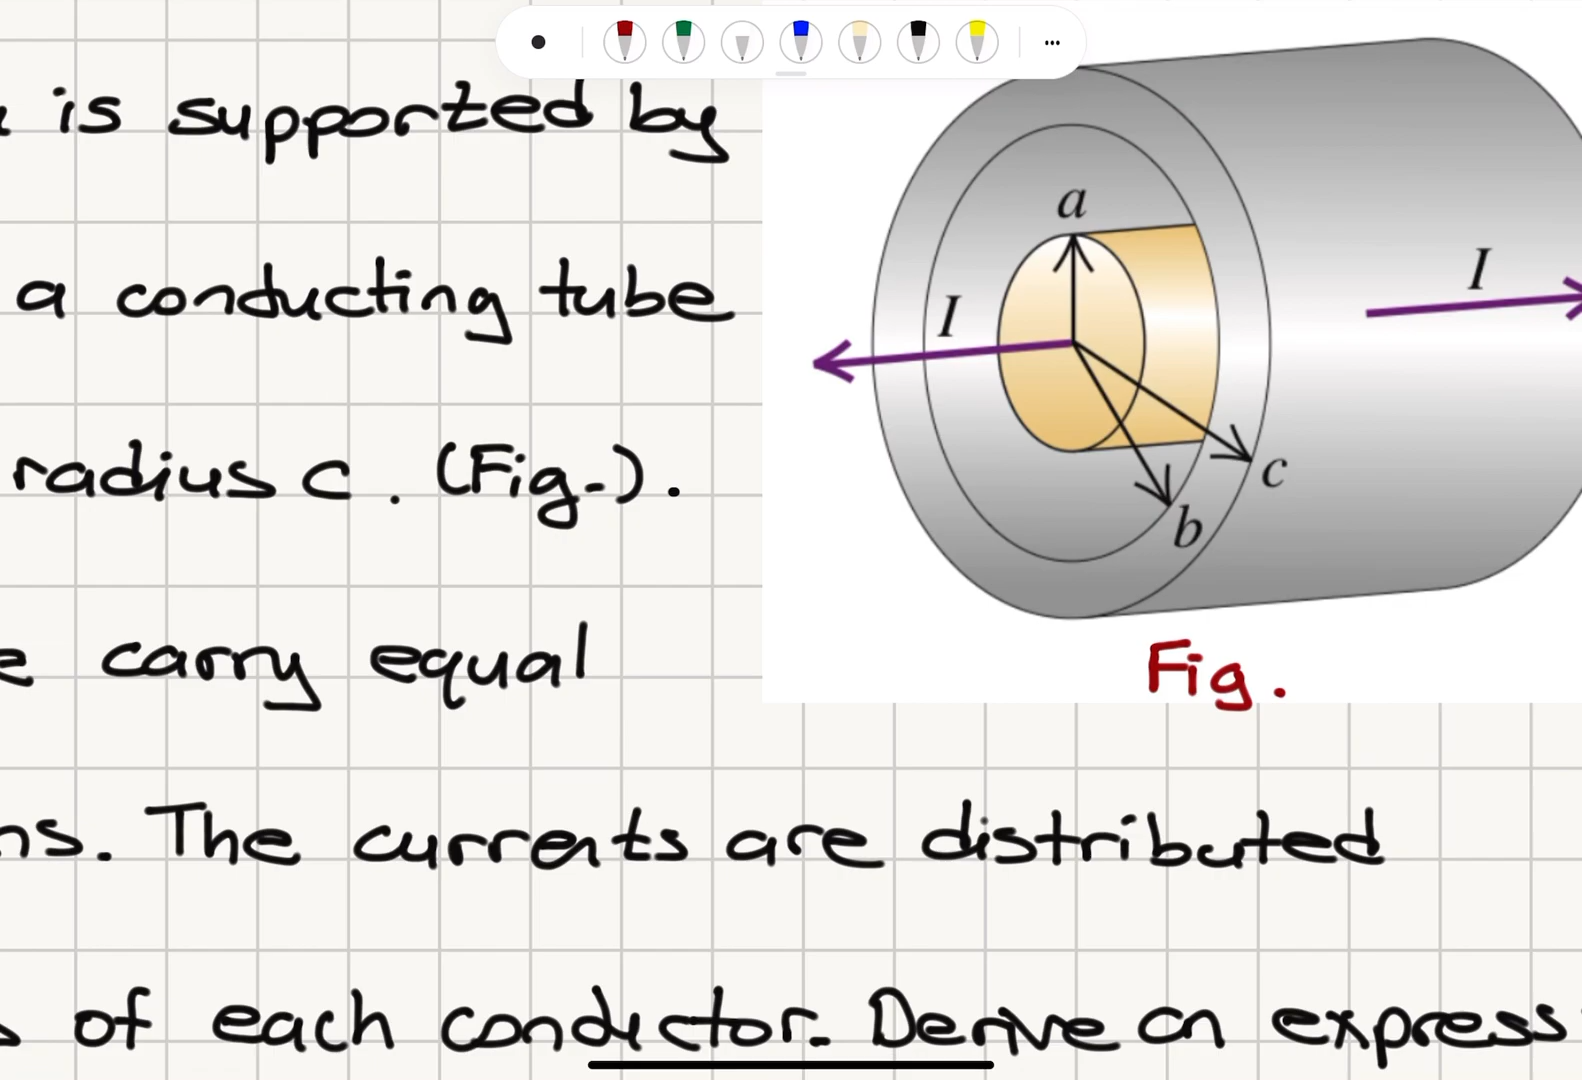 is supported by
a conducting tube
radius c. (Fig.).
carry equal
The currents are distributed
of each conductor. Derive an express
a
I
I
c
b
Fig.